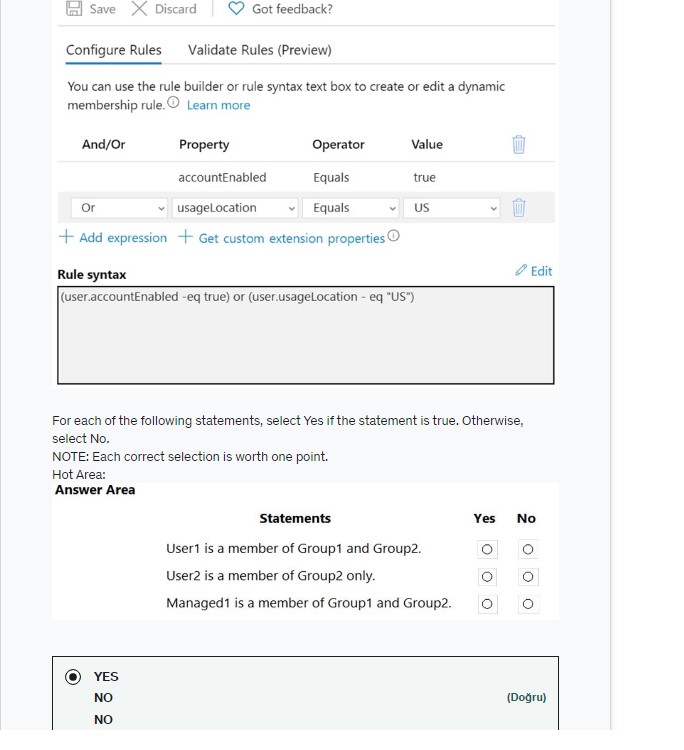 Save Discard Got feedback?
Configure Rules Validate Rules (Preview)
You can use the rule builder or rule syntax text box to create or edit a dynamic
membership rule. Learn more
And/Or Property Operator Value
accountEnabled Equals true
Or usageLocation Equals US
+ Add expression + Get custom extension properties
Rule syntax Edit
(user.accountEnabled -eq true) or (user.usageLocation - eq "US")
For each of the following statements, select Yes if the statement is true. Otherwise,
select No.
NOTE: Each correct selection is worth one point.
Hot Area:
Answer Area
Statements Yes No
User1 is a member of Group1 and Group2.
User2 is a member of Group2 only.
Managed1 is a member of Group1 and Group2.
YES
NO (Doğru)
NO